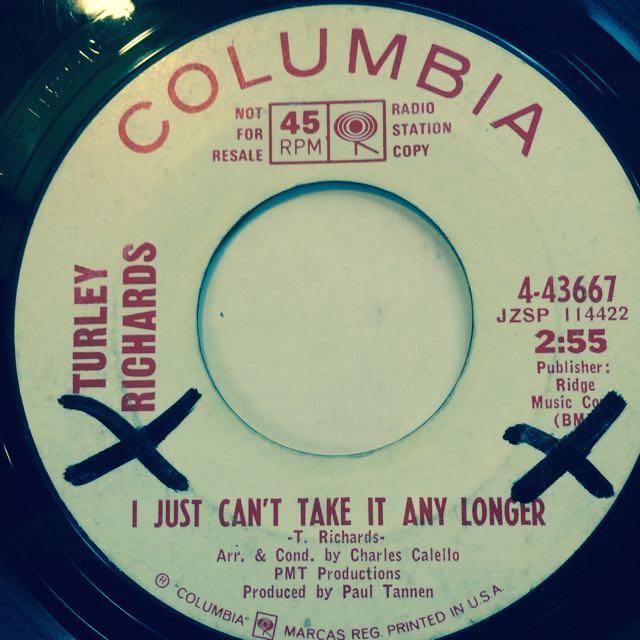 COLUMBIA
NOT
FOR
RESALE
45
RPM
RADIO
STATION
COPY
TURLEY
RICHARDS
4-43667
JZSP 114422
2:55
Publisher:
Ridge
Music
I JUST CAN'T TAKE IT ANY LONGER
-T. Richards-
Arr. & Cond. by Charles Calello
PMT Productions
Produced by Paul Tannen
Ⓡ "COLUMBIA" MARCAS REG. PRINTED IN U.S.A.